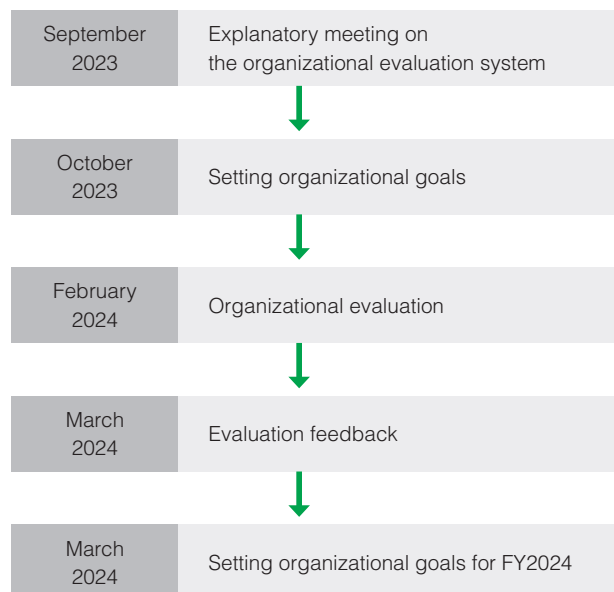 September
2023
Explanatory meeting on
the organizational evaluation system
October
2023
Setting organizational goals
February
2024
Organizational evaluation
March
2024
Evaluation feedback
March
2024
Setting organizational goals for FY2024